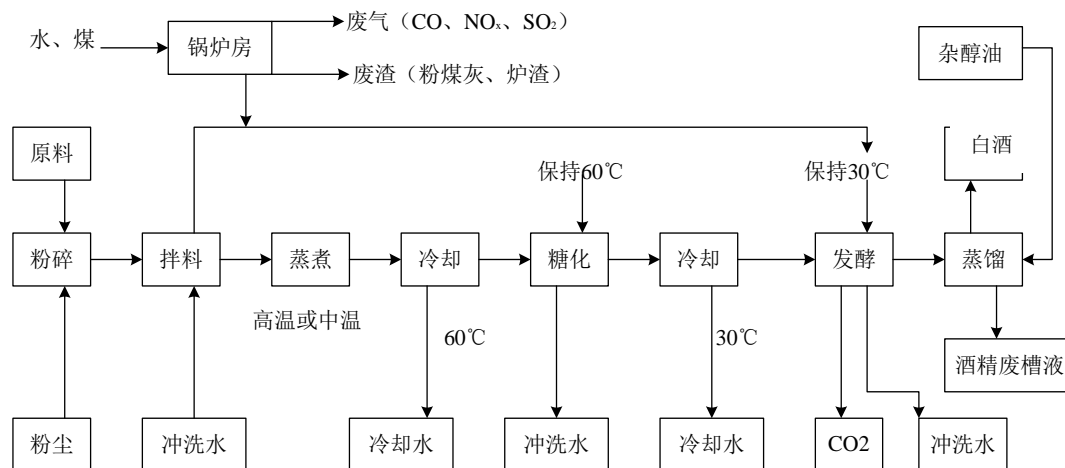 水、煤
锅炉房
废气（CO、NOx、SO2）
废渣（粉煤灰、炉渣）
杂醇油
原料
白酒
保持60℃
保持30℃
粉碎
拌料
蒸煮
冷却
糖化
冷却
发酵
蒸馏
高温或中温
60℃
30℃
酒精废槽液
粉尘
冲洗水
冷却水
冲洗水
冷却水
CO2
冲洗水